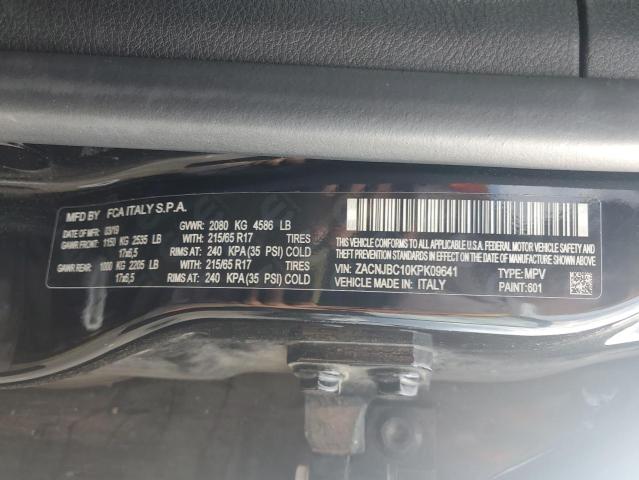 MFD BY FCA ITALY S.P.A.
DATE OF MFR: 03/19 GVWR: 2080 KG 4586 LB
GAWR FRONT: 1150 KG 2535 LB WITH: 215/65 R17 TIRES
17x6,5 RIMS AT: 240 KPA(35 PSI) COLD
GAWR REAR: 1000 KG 2205 LB WITH: 215/65 R17 TIRES
17x6,5 RIMS AT: 240 KPA(35 PSI) COLD
THIS VEHICLE CONFORMS TO ALL APPLICABLE U.S.A. FEDERAL MOTOR VEHICLE SAFETY, BUMPER AND
THEFT PREVENTION STANDARDS IN EFFECT ON THE DATE OF MANUFACTURE SHOWN ABOVE
VIN: ZACNJBC10KPK09641 TYPE: MPV
VEHICLE MADE IN: ITALY PAINT: 601